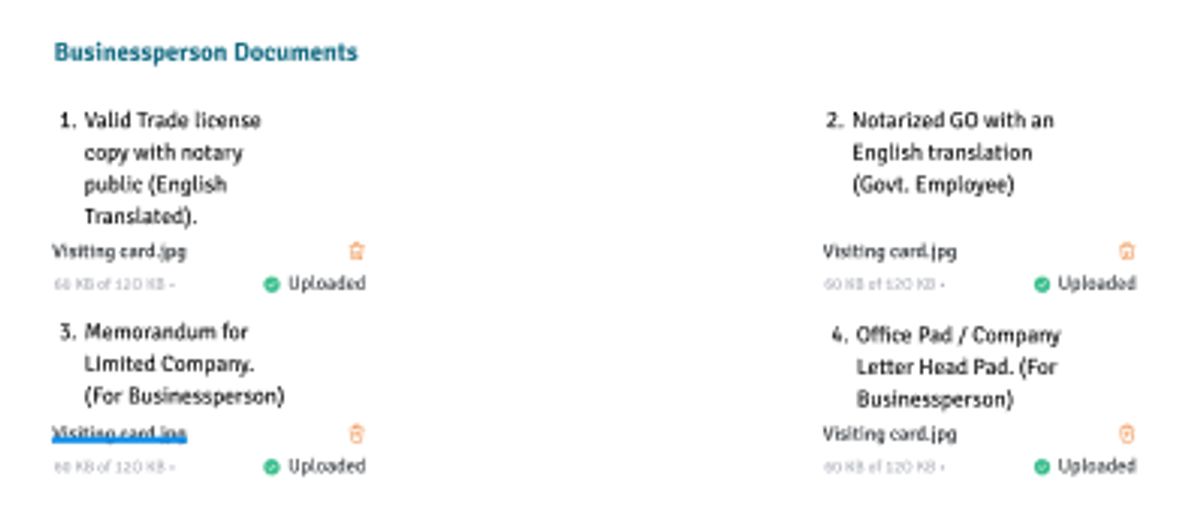 Businessperson Documents
1. Valid Trade license
copy with notary
public (English
Translated).
Visiting card.jpg
60 KB of 120 KB •
Uploaded
2. Notarized GO with an
English translation
(Govt. Employee)
Visiting card.jpg
60 KB of 120 KB •
Uploaded
3. Memorandum for
Limited Company.
(For Businessperson)
Visiting card.jpg
60 KB of 120 KB •
Uploaded
4. Office Pad / Company
Letter Head Pad. (For
Businessperson)
Visiting card.jpg
60 KB of 120 KB •
Uploaded